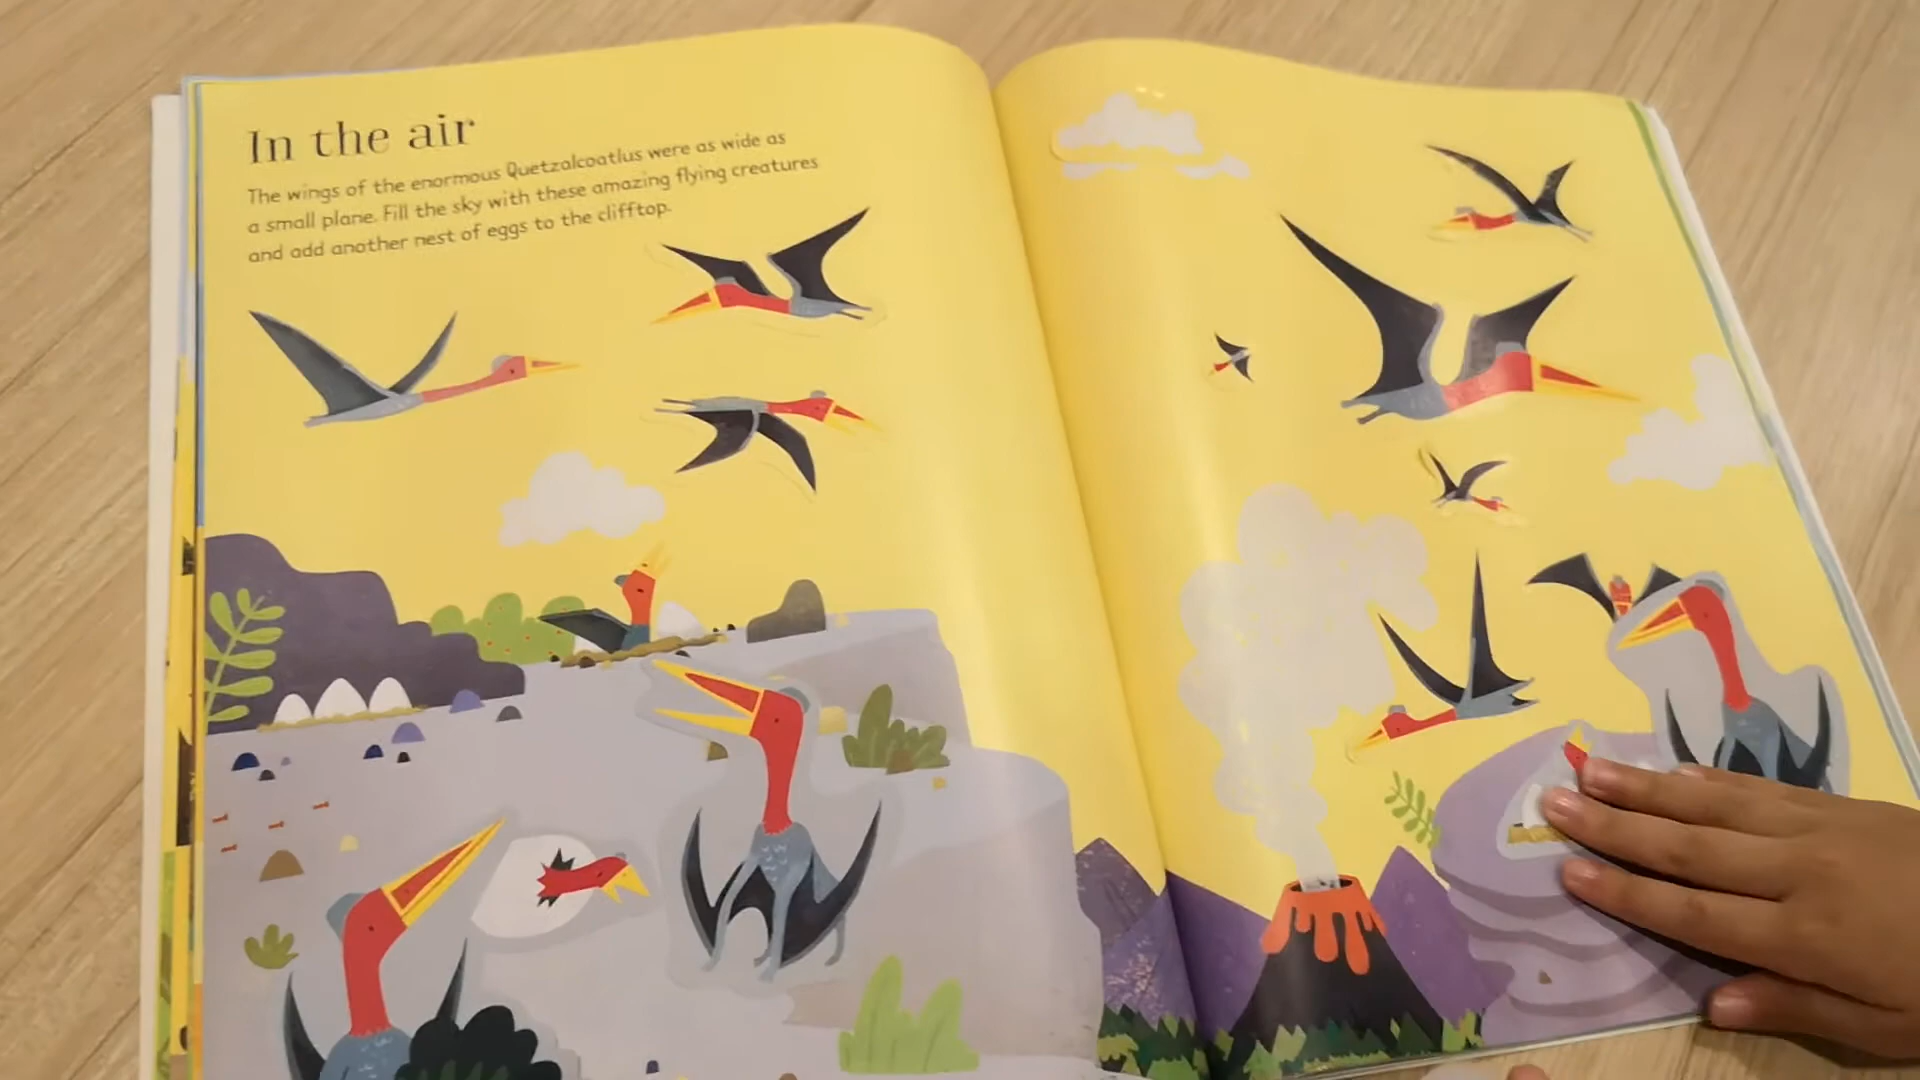 In the air
The wings of the enormous Quetzalcoatlus were as wide as
a small plane. Fill the sky with these amazing flying creatures
and add another nest of eggs to the clifftop.